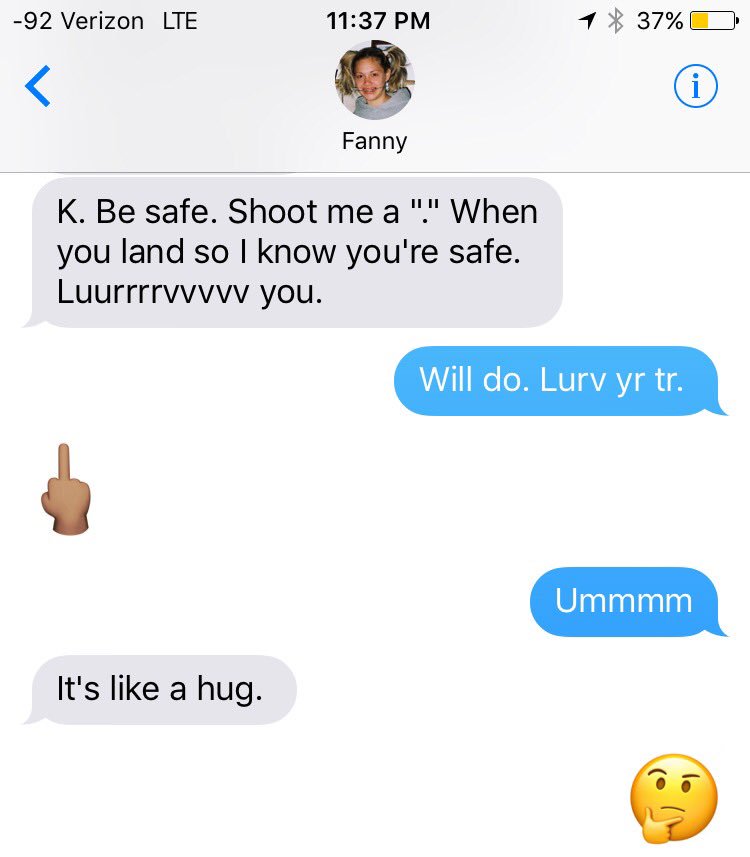 -92 Verizon LTE 11:37 PM 37%
i
Fanny
K. Be safe. Shoot me a "." When
you land so I know you're safe.
Luurrrrvvvvv you.
Will do. Lurv yr tr.
Ummmm
It's like a hug.